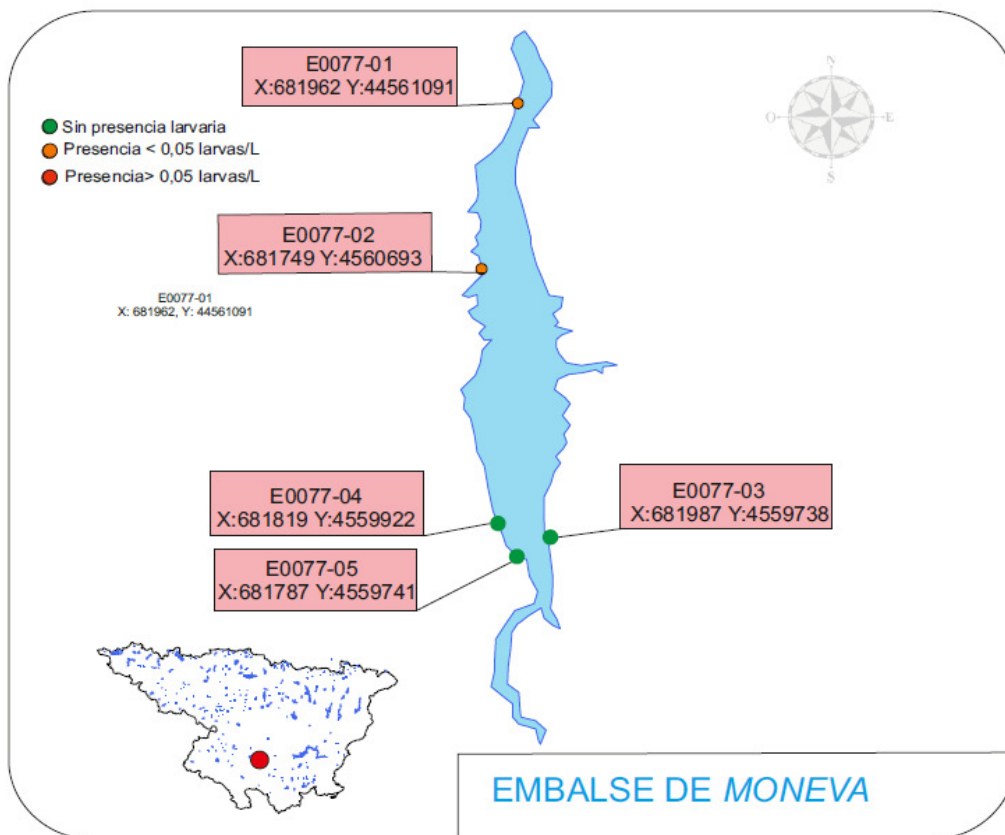 E0077-01
X:681962 Y:44561091
N
O
E
S
Sin presencia larvaria
Presencia < 0,05 larvas/L
Presencia> 0,05 larvas/L
E0077-02
X:681749 Y:4560693
E0077-01
X: 681962, Y: 44561091
E0077-04
X:681819 Y:4559922
E0077-03
X:681987 Y:4559738
E0077-05
X:681787 Y:4559741
EMBALSE DE MONEVA